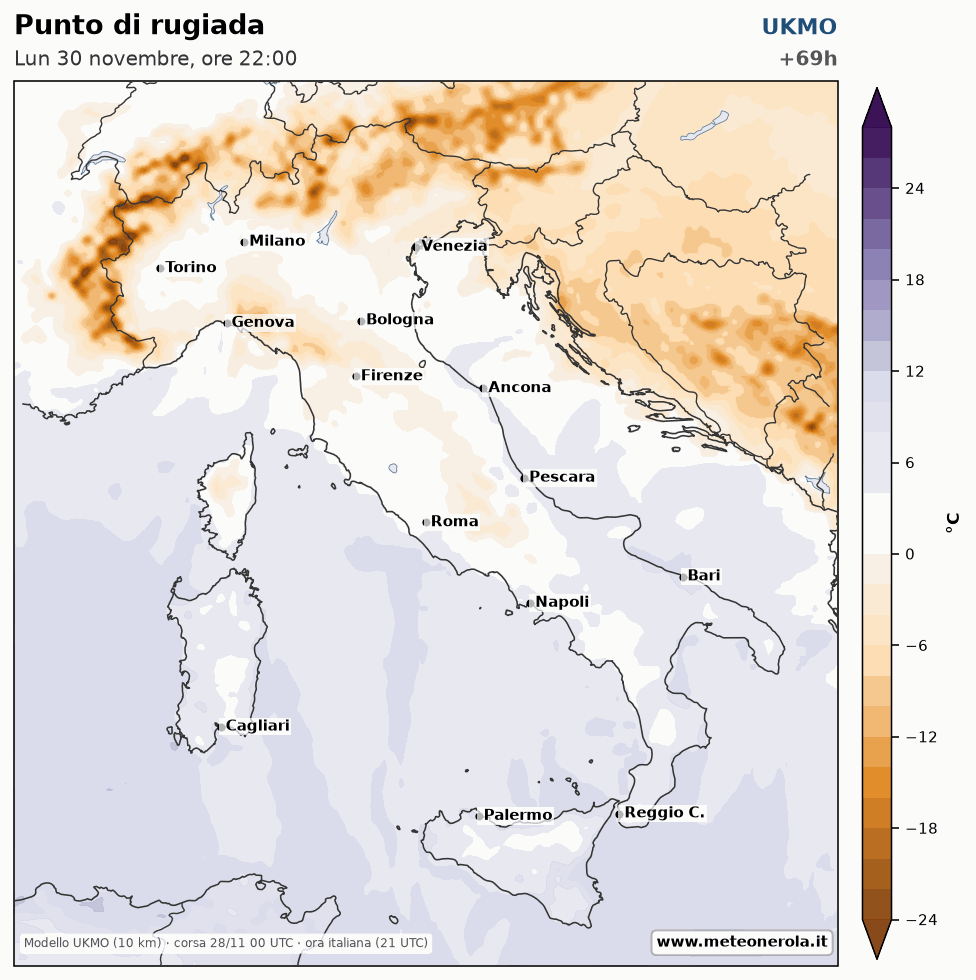 Punto di rugiada
UKMO
Lun 30 novembre, ore 22:00
+69h
Milano
Venezia
Torino
Genova
Bologna
Firenze
Ancona
Pescara
Roma
Bari
Napoli
Cagliari
Palermo
Reggio C.
24
18
12
6
0
−6
−12
−18
−24
°C
Modello UKMO (10 km) · corsa 28/11 00 UTC · ora italiana (21 UTC)
www.meteonerola.it